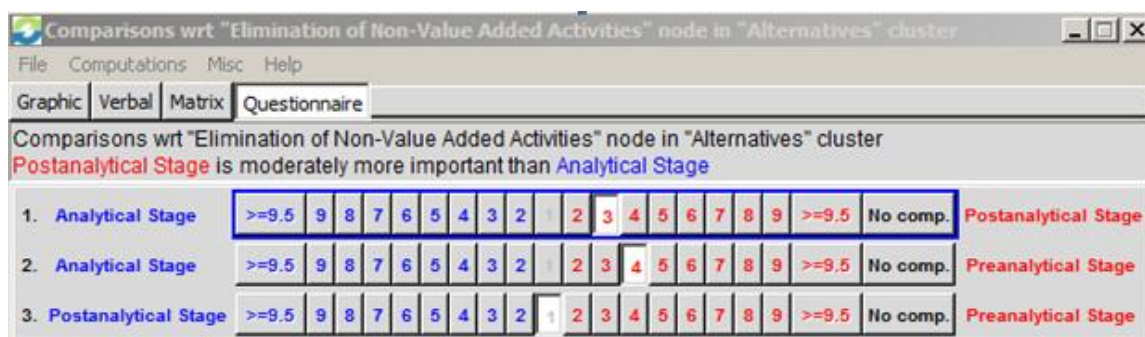 Comparisons wrt "Elimination of Non-Value Added Activities" node in "Alternatives" cluster
File Computations Misc Help
Graphic Verbal Matrix Questionnaire
Comparisons wrt "Elimination of Non-Value Added Activities" node in "Alternatives" cluster
Postanalytical Stage is moderately more important than Analytical Stage
1. Analytical Stage >=9.5 9 8 7 6 5 4 3 2 1 2 3 4 5 6 7 8 9 >=9.5 No comp. Postanalytical Stage
2. Analytical Stage >=9.5 9 8 7 6 5 4 3 2 1 2 3 4 5 6 7 8 9 >=9.5 No comp. Preanalytical Stage
3. Postanalytical Stage >=9.5 9 8 7 6 5 4 3 2 1 2 3 4 5 6 7 8 9 >=9.5 No comp. Preanalytical Stage